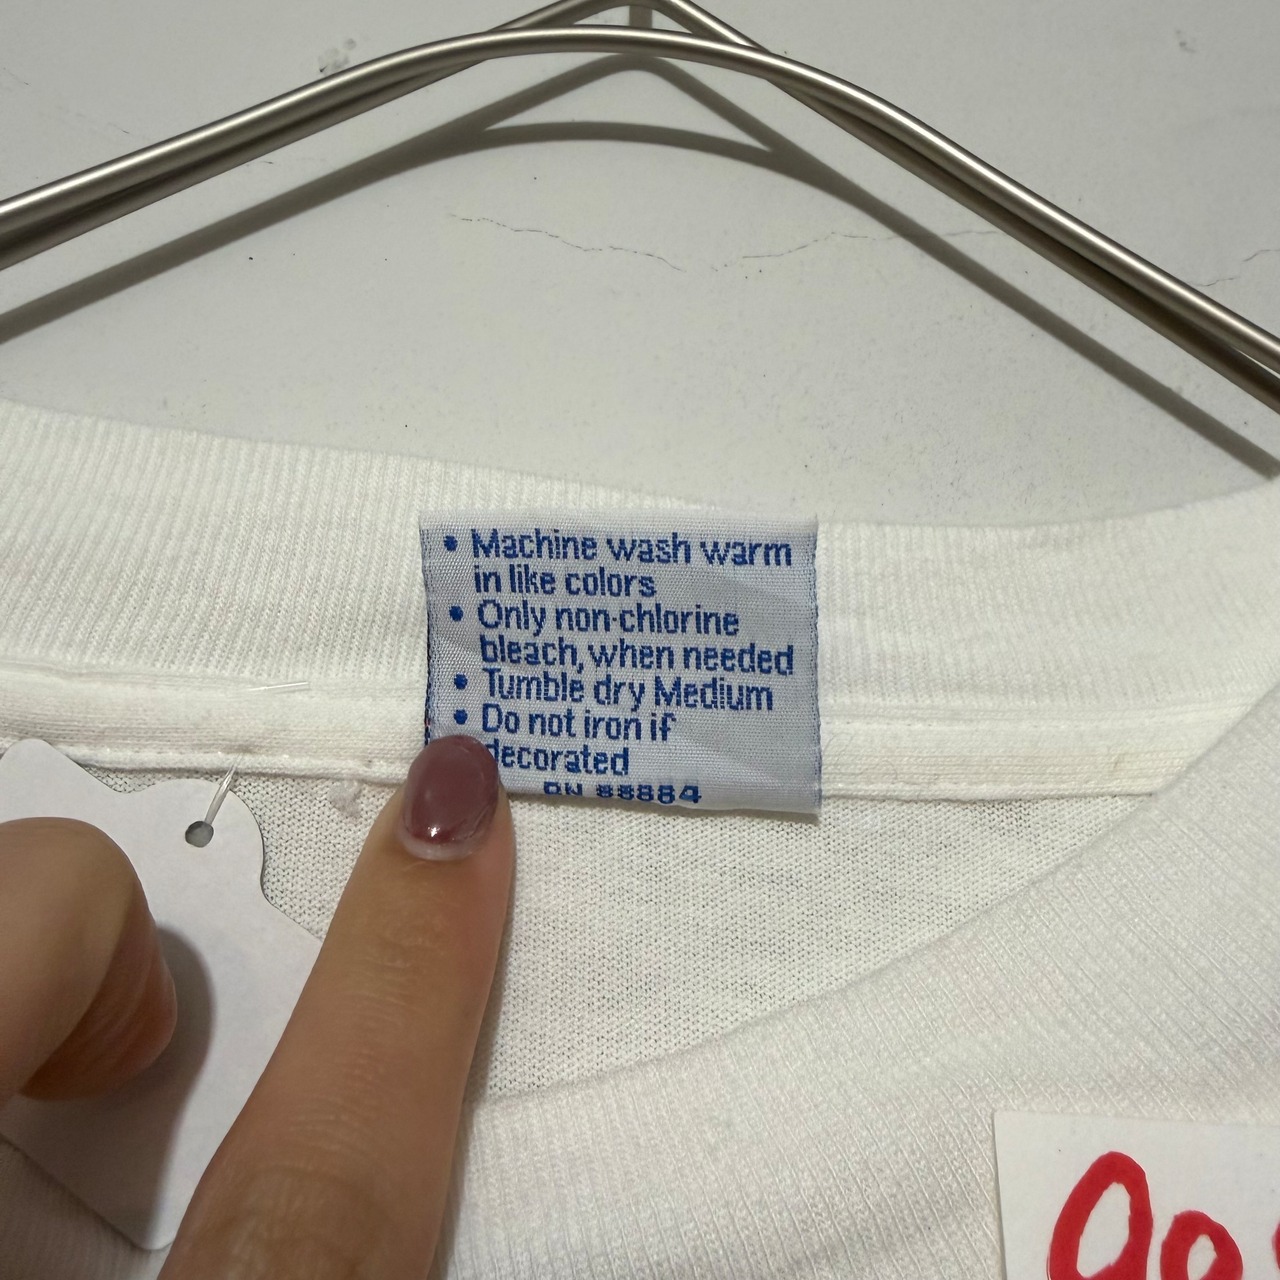 • Machine wash warm
in like colors
• Only non-chlorine
bleach, when needed
• Tumble dry Medium
• Do not iron if
decorated